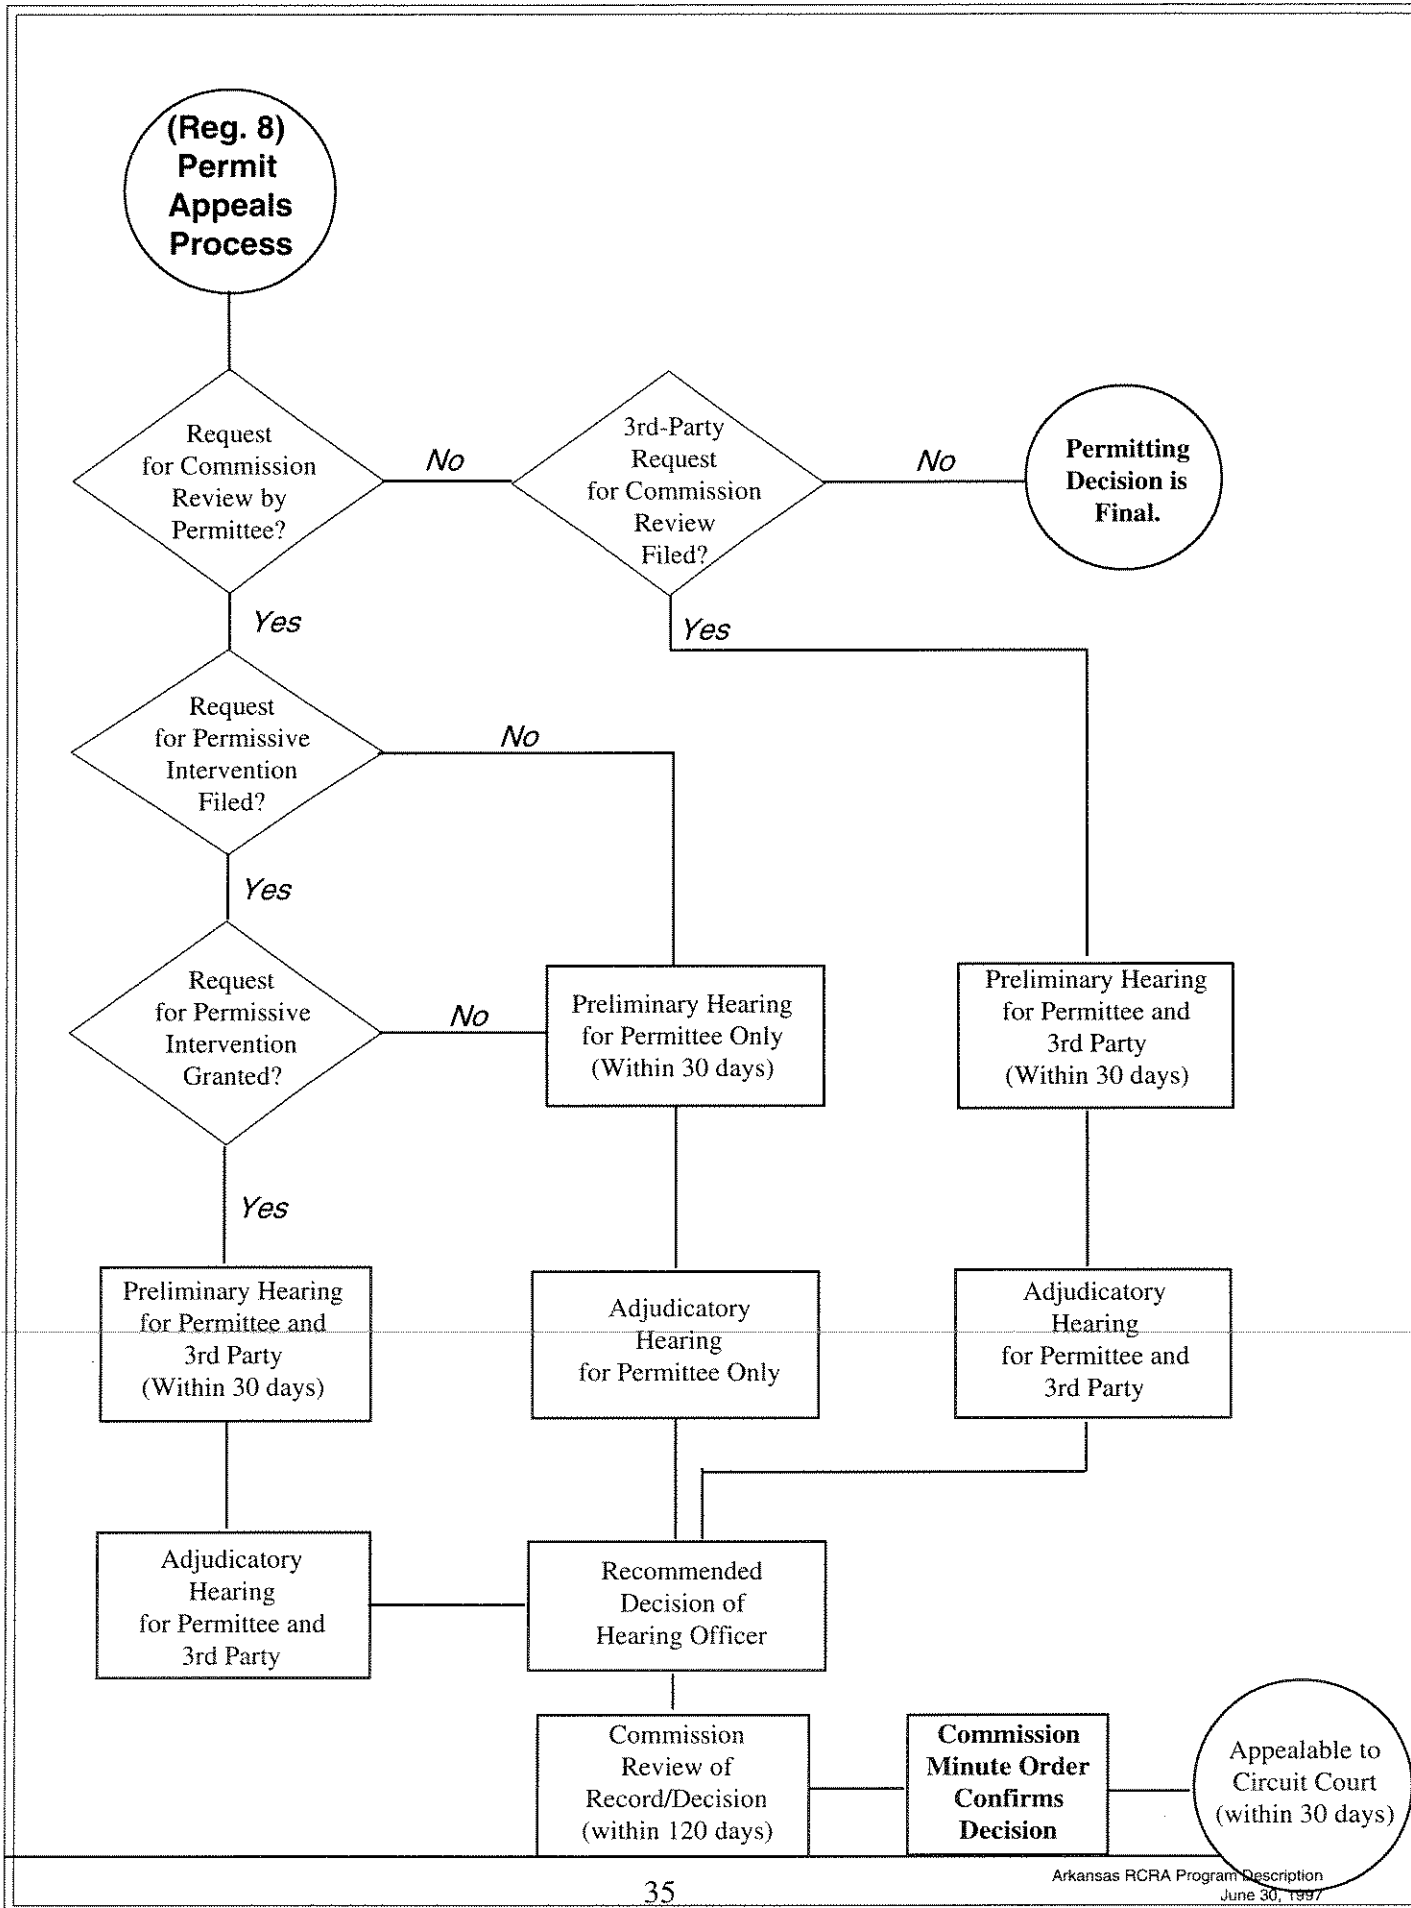 (Reg. 8)
Permit
Appeals
Process
Request
for Commission
Review by
Permittee?
No
3rd-Party
Request
for Commission
Review
Filed?
No
Permitting
Decision is
Final.
Yes
Yes
Request
for Permissive
Intervention
Filed?
No
Yes
Request
for Permissive
Intervention
Granted?
No
Preliminary Hearing
for Permittee Only
(Within 30 days)
Preliminary Hearing
for Permittee and
3rd Party
(Within 30 days)
Yes
Preliminary Hearing
for Permittee and
3rd Party
(Within 30 days)
Adjudicatory
Hearing
for Permittee Only
Adjudicatory
Hearing
for Permittee and
3rd Party
Adjudicatory
Hearing
for Permittee and
3rd Party
Recommended
Decision of
Hearing Officer
Commission
Review of
Record/Decision
(within 120 days)
Commission
Minute Order
Confirms
Decision
Appealable to
Circuit Court
(within 30 days)
35
Arkansas RCRA Program Description
June 30, 1997